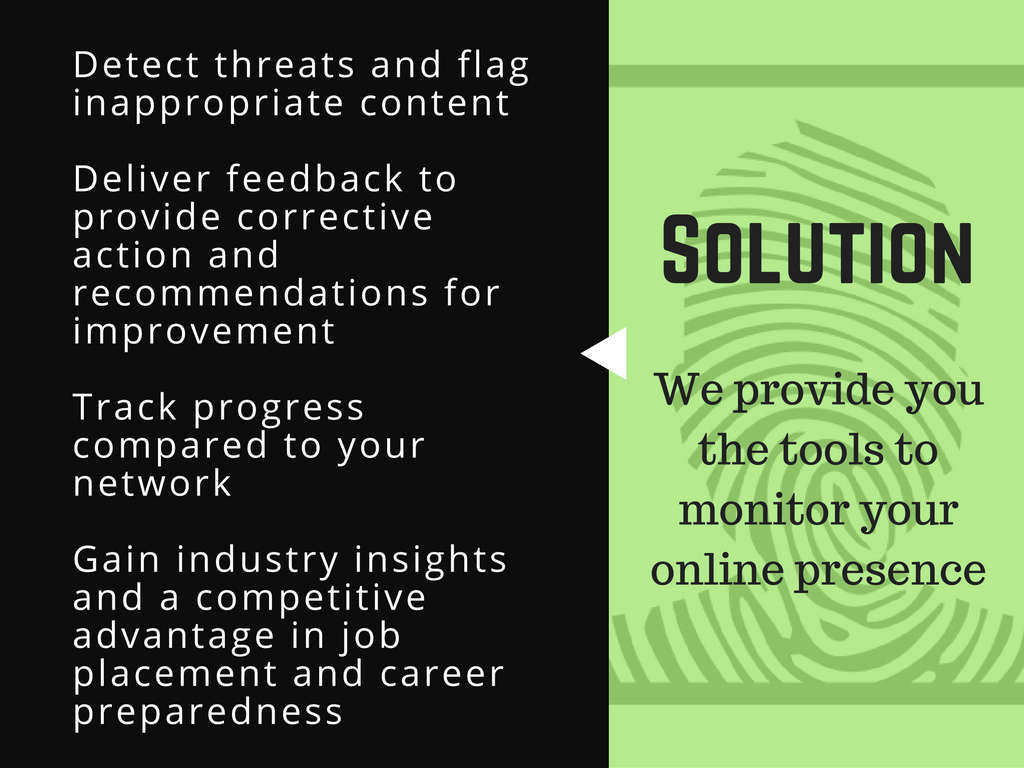 Detect threats and flag
inappropriate content
Deliver feedback to
provide corrective
action and
recommendations for
improvement
Track progress
compared to your
network
Gain industry insights
and a competitive
advantage in job
placement and career
preparedness
Solution
We provide you
the tools to
monitor your
online presence